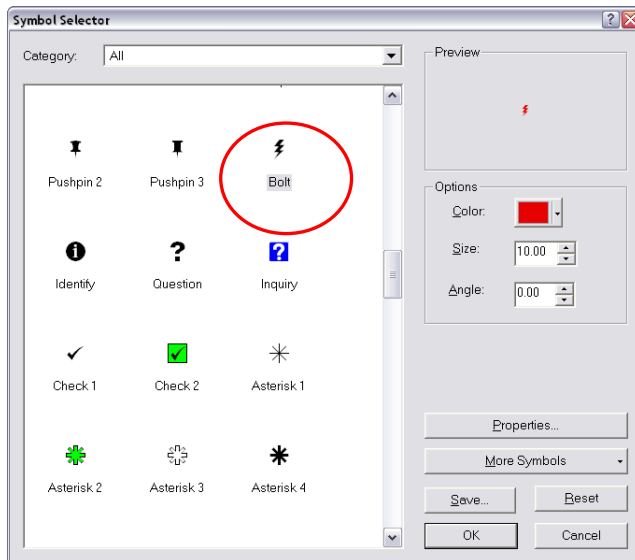 Symbol Selector
Category: All
Pushpin 2 Pushpin 3 Bolt
Identify Question Inquiry
Check 1 Check 2 Asterisk 1
Asterisk 2 Asterisk 3 Asterisk 4
Preview
Options
Color:
Size: 10.00
Angle: 0.00
Properties...
More Symbols
Save... Reset
OK Cancel